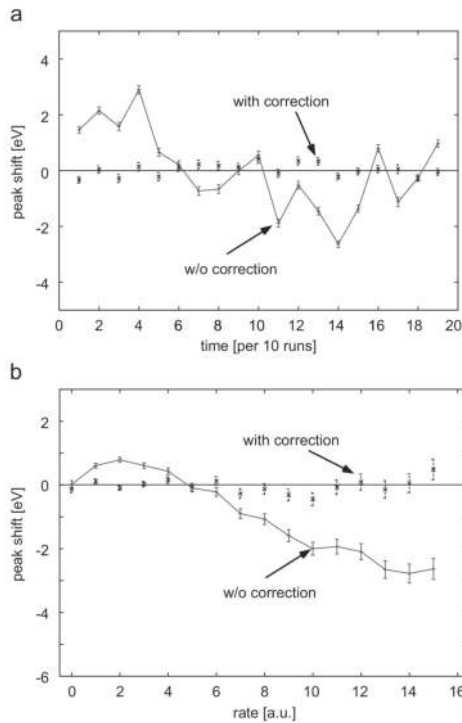 a
4
2
0
-2
-4
peak shift [eV]
with correction
w/o correction
0 2 4 6 8 10 12 14 16 18 20
time [per 10 runs]
b
2
0
-2
-4
-6
peak shift [eV]
with correction
w/o correction
0 2 4 6 8 10 12 14 16
rate [a.u.]